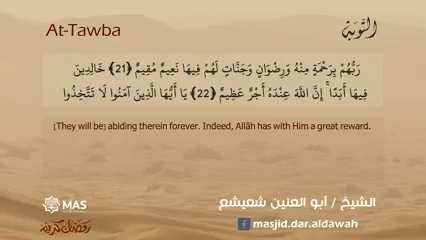 At-Tawba
التوبة
رَبُّهُمْ بِرَحْمَةٍ مِنْهُ وَرِضْوَانٍ وَجَنَّاتٍ لَهُمْ فِيهَا نَعِيمٌ مُقِيمٌ ﴿21﴾ خَالِدِينَ
فِيهَا أَبَدًا ۚ إِنَّ اللَّهَ عِنْدَهُ أَجْرٌ عَظِيمٌ ﴿22﴾ يَا أَيُّهَا الَّذِينَ آمَنُوا لَا تَتَّخِذُوا
[They will be] abiding therein forever. Indeed, Allāh has with Him a great reward.
الشيخ / أبو العنين شعيشع
MAS
masjid.dar.aldawah
رمضان كريم